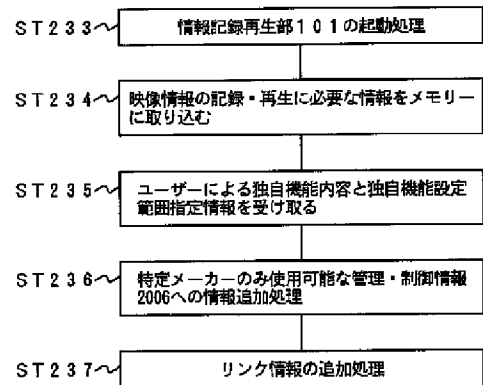 ST233 情報記録再生部101の起動処理
ST234 映像情報の記録・再生に必要な情報をメモリー
に取り込む
ST235 ユーザーによる独自機能内容と独自機能設定
範囲指定情報を受け取る
ST236 特定メーカーのみ使用可能な管理・制御情報
2006への情報追加処理
ST237 リンク情報の追加処理